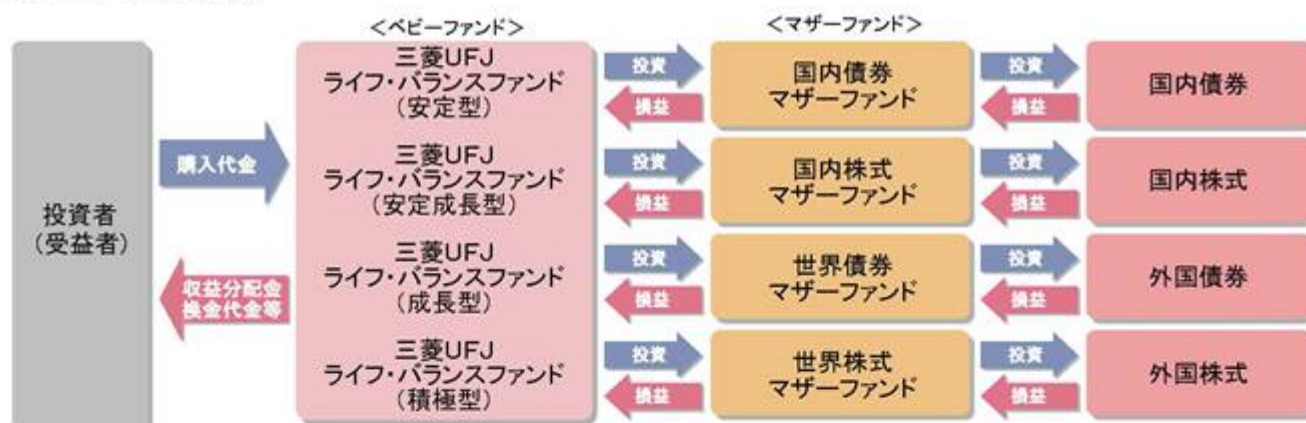 <ベビーファンド>
<マザーファンド>
投資者
(受益者)
購入代金
収益分配金
換金代金等
三菱UFJ
ライフ・バランスファンド
(安定型)
三菱UFJ
ライフ・バランスファンド
(安定成長型)
三菱UFJ
ライフ・バランスファンド
(成長型)
三菱UFJ
ライフ・バランスファンド
(積極型)
投資
損益
投資
損益
投資
損益
投資
損益
国内債券
マザーファンド
国内株式
マザーファンド
世界債券
マザーファンド
世界株式
マザーファンド
投資
損益
投資
損益
投資
損益
投資
損益
国内債券
国内株式
外国債券
外国株式